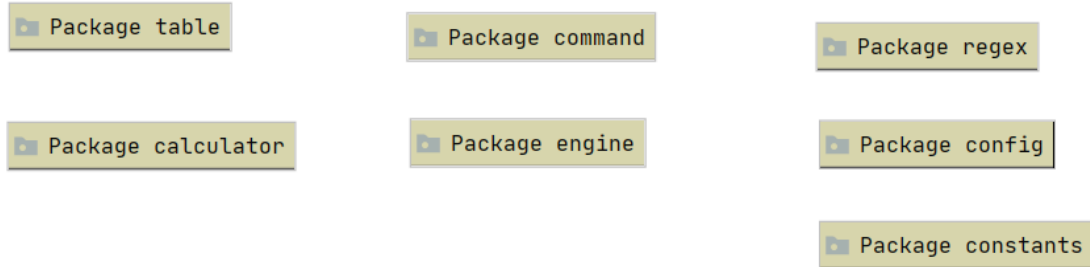 Package table
Package command
Package regex
Package calculator
Package engine
Package config
Package constants